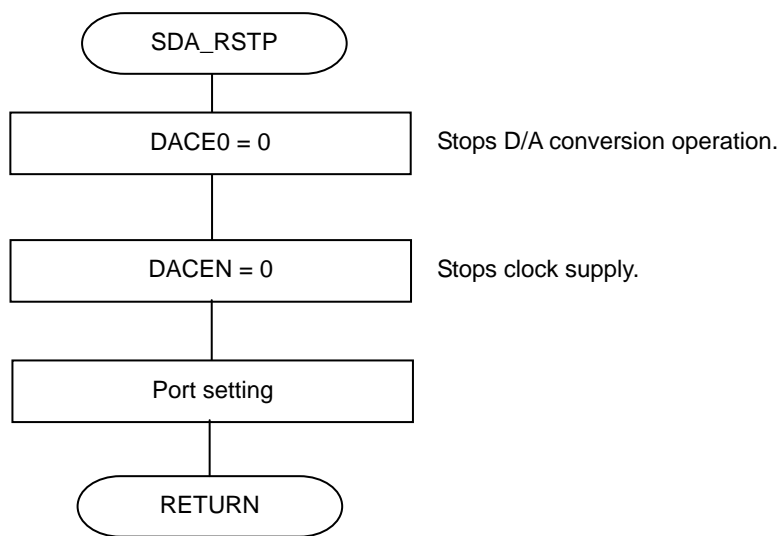 SDA_RSTP
DACE0 = 0
Stops D/A conversion operation.
DACEN = 0
Stops clock supply.
Port setting
RETURN